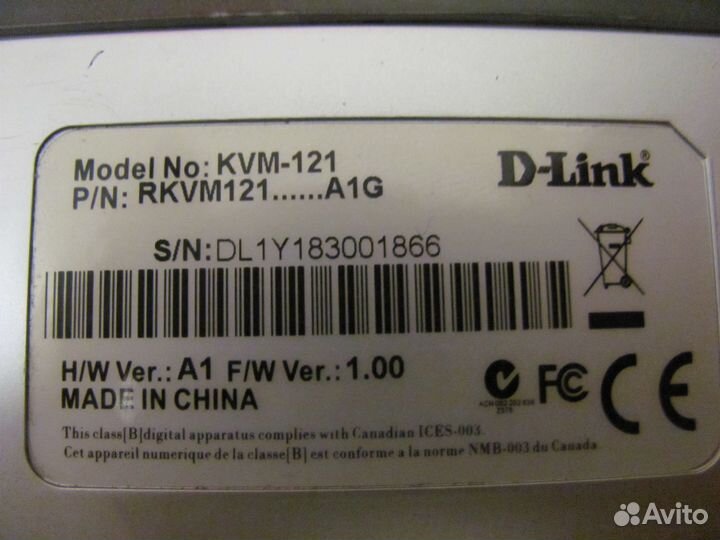 Model No: KVM-121
P/N: RKVM121......A1G
D-Link®
S/N: DL1Y183001866
H/W Ver.: A1 F/W Ver.: 1.00
MADE IN CHINA
FC CE
This class[B]digital apparatus complies with Canadian ICES-003.
Cet appareil numerique de la classe[B] est conforme a la norme NMB-003 du Canada.
Avito